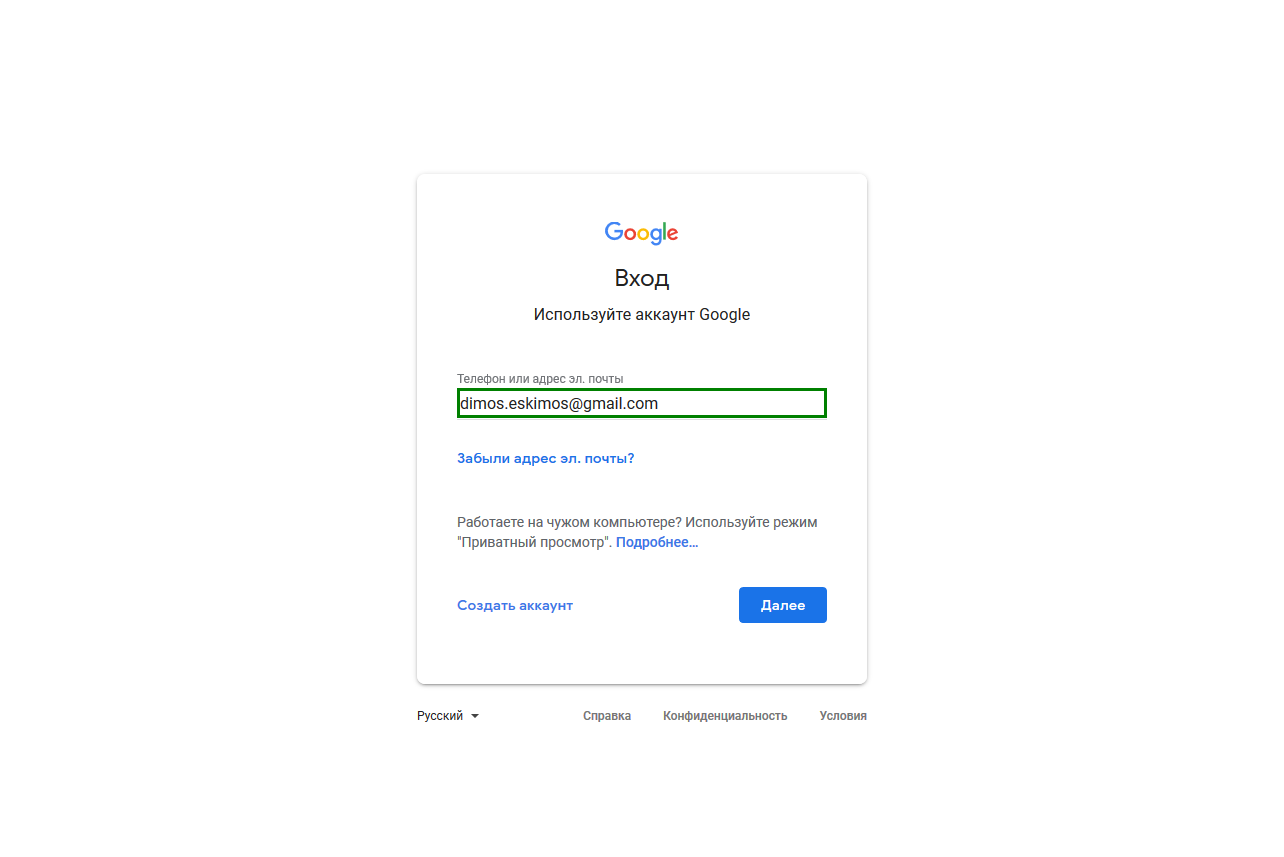 Google
Вход
Используйте аккаунт Google
Телефон или адрес эл. почты
dimos.eskimos@gmail.com
Забыли адрес эл. почты?
Работаете на чужом компьютере? Используйте режим
"Приватный просмотр". Подробнее…
Создать аккаунт Далее
Русский Справка Конфиденциальность Условия